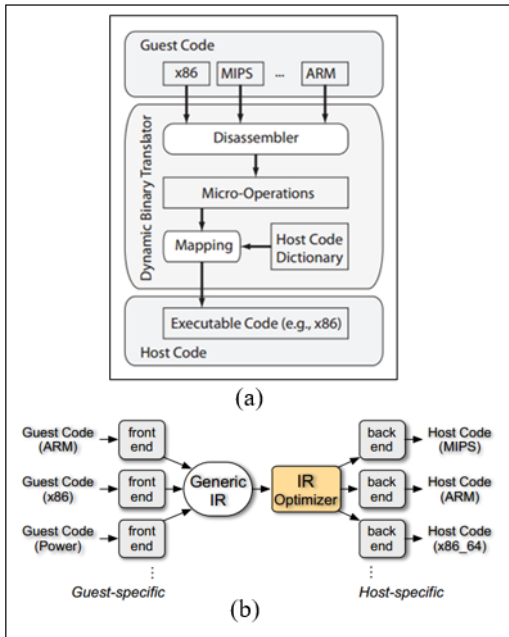 Guest Code
x86 MIPS ... ARM
Dynamic Binary Translator
Disassembler
Micro-Operations
Mapping
Host Code
Dictionary
Executable Code (e.g., x86)
Host Code
(a)
Guest Code
(ARM)
front
end
back
end
Host Code
(MIPS)
Guest Code
(x86)
front
end
Generic
IR
IR
Optimizer
back
end
Host Code
(ARM)
Guest Code
(Power)
front
end
back
end
Host Code
(x86_64)
⋮
⋮
Guest-specific
(b)
Host-specific